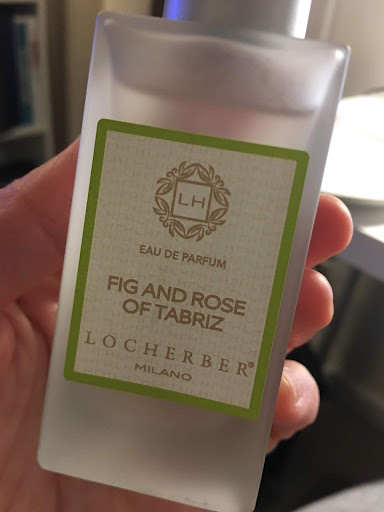 LH
EAU DE PARFUM
FIG AND ROSE
OF TABRIZ
LOCHERBER®
MILANO